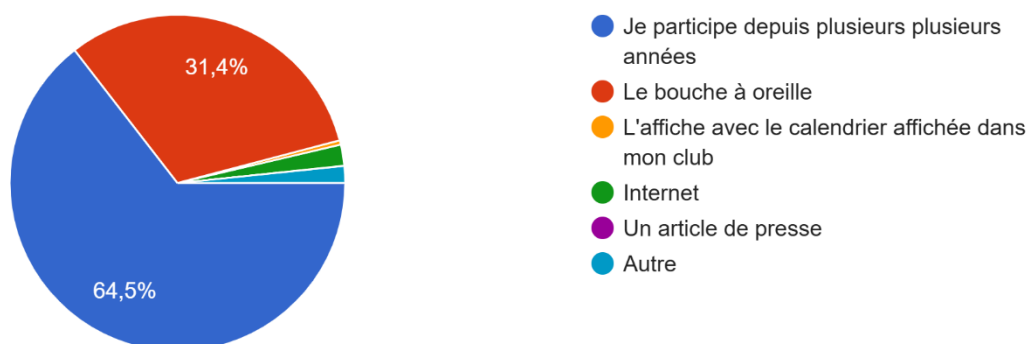 31,4%
64,5%
Je participe depuis plusieurs plusieurs
années
Le bouche à oreille
L'affiche avec le calendrier affichée dans
mon club
Internet
Un article de presse
Autre